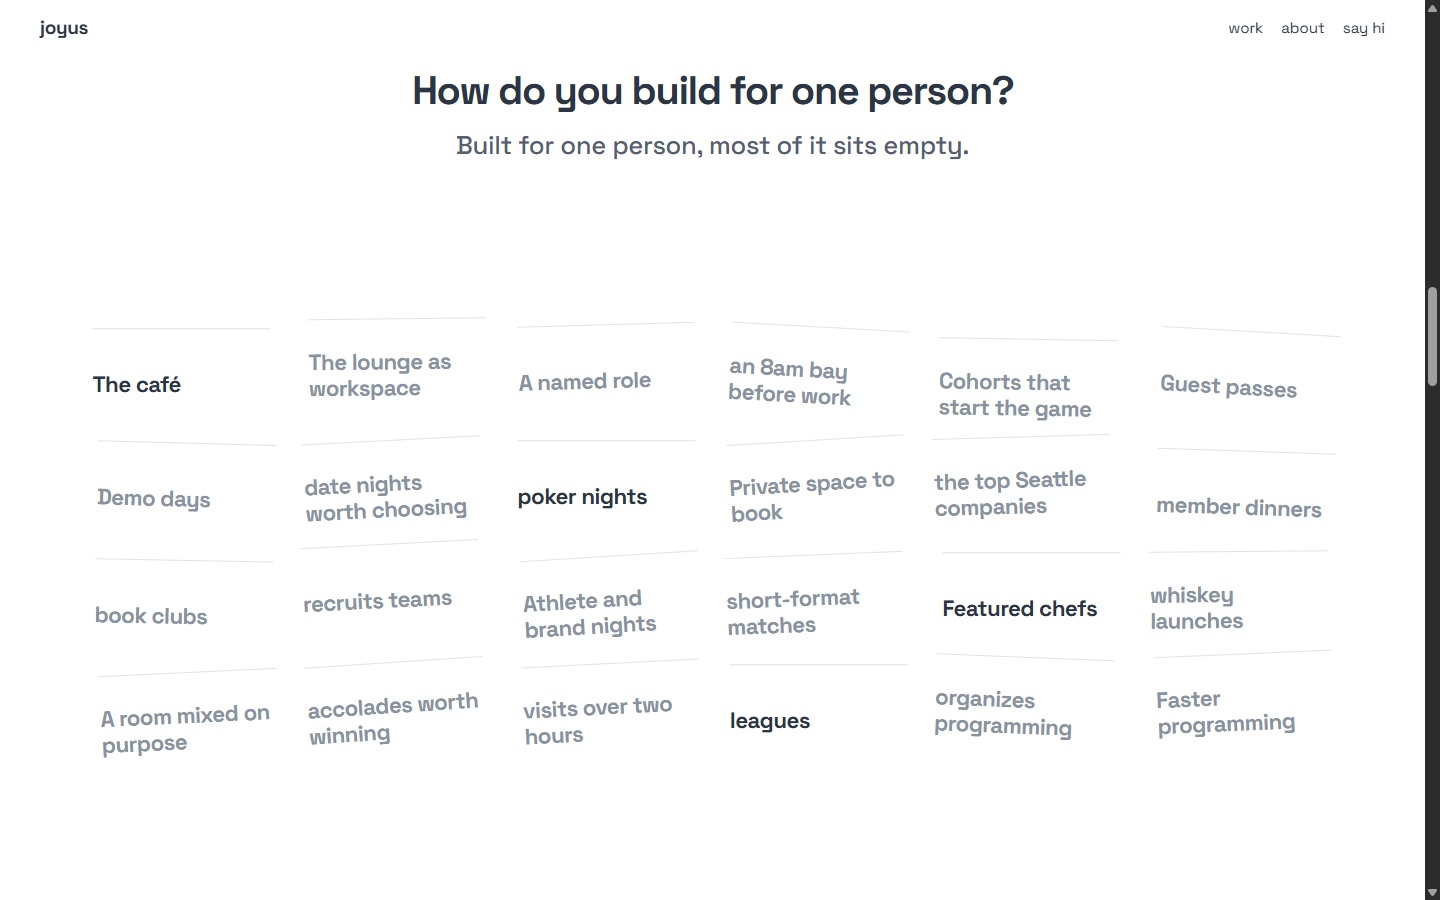 joyus
work about say hi
How do you build for one person?
Built for one person, most of it sits empty.
The café
The lounge as
workspace
A named role
an 8am bay
before work
Cohorts that
start the game
Guest passes
Demo days
date nights
worth choosing
poker nights
Private space to
book
the top Seattle
companies
member dinners
book clubs
recruits teams
Athlete and
brand nights
short-format
matches
Featured chefs
whiskey
launches
A room mixed on
purpose
accolades worth
winning
visits over two
hours
leagues
organizes
programming
Faster
programming